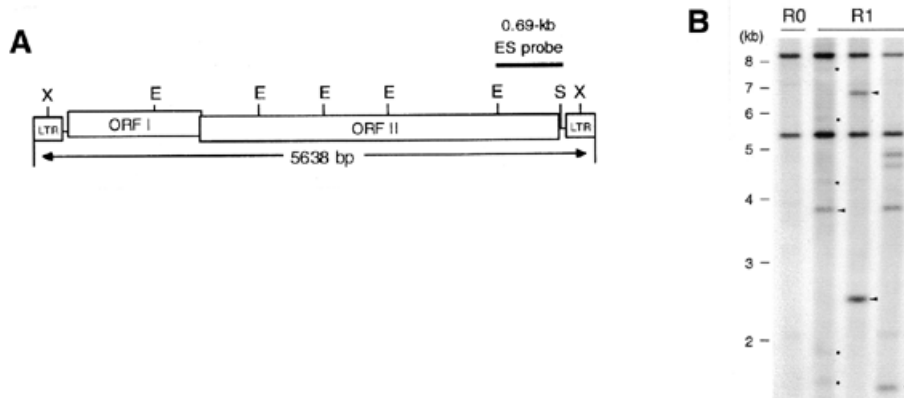 A
0.69-kb
ES probe
X E E E E E S X
LTR ORF I ORF II LTR
5638 bp
B
R0 R1
(kb)
8
7
6
5
4
3
2